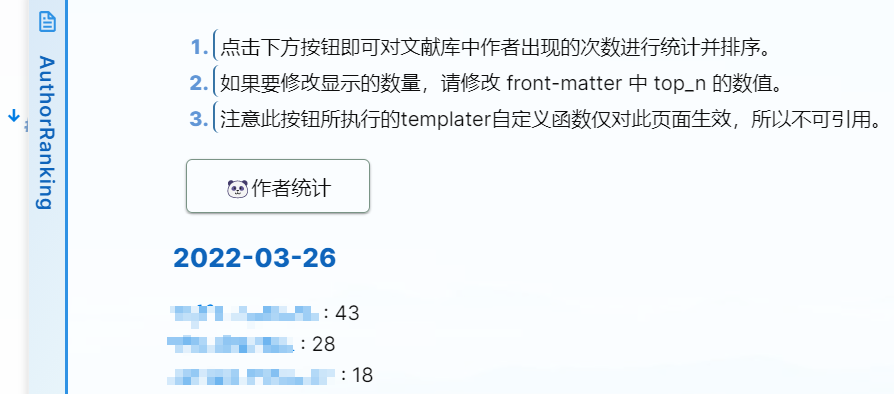 AuthorRanking
1. 点击下方按钮即可对文献库中作者出现的次数进行统计并排序。
2. 如果要修改显示的数量，请修改 front-matter 中 top_n 的数值。
3. 注意此按钮所执行的templater自定义函数仅对此页面生效，所以不可引用。
🐼作者统计
2022-03-26
: 43
: 28
: 18